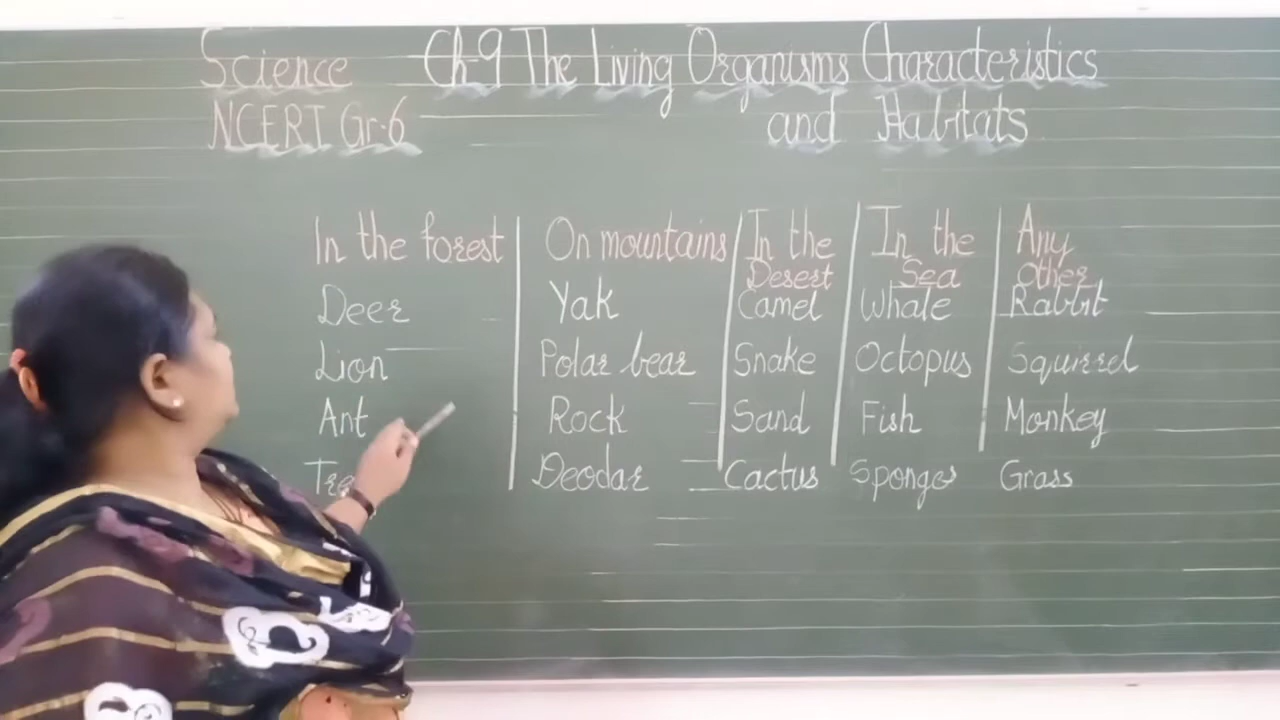 Science Ch-9 The Living Organisms Characteristics
NCERT Gr-6 and Habitats
In the forest On mountains In the Desert In the Sea Any Other
Deer Yak Camel Whale Rabbit
Lion Polar bear Snake Octopus Squirrel
Ant Rock Sand Fish Monkey
Deodar Cactus Sponges Grass